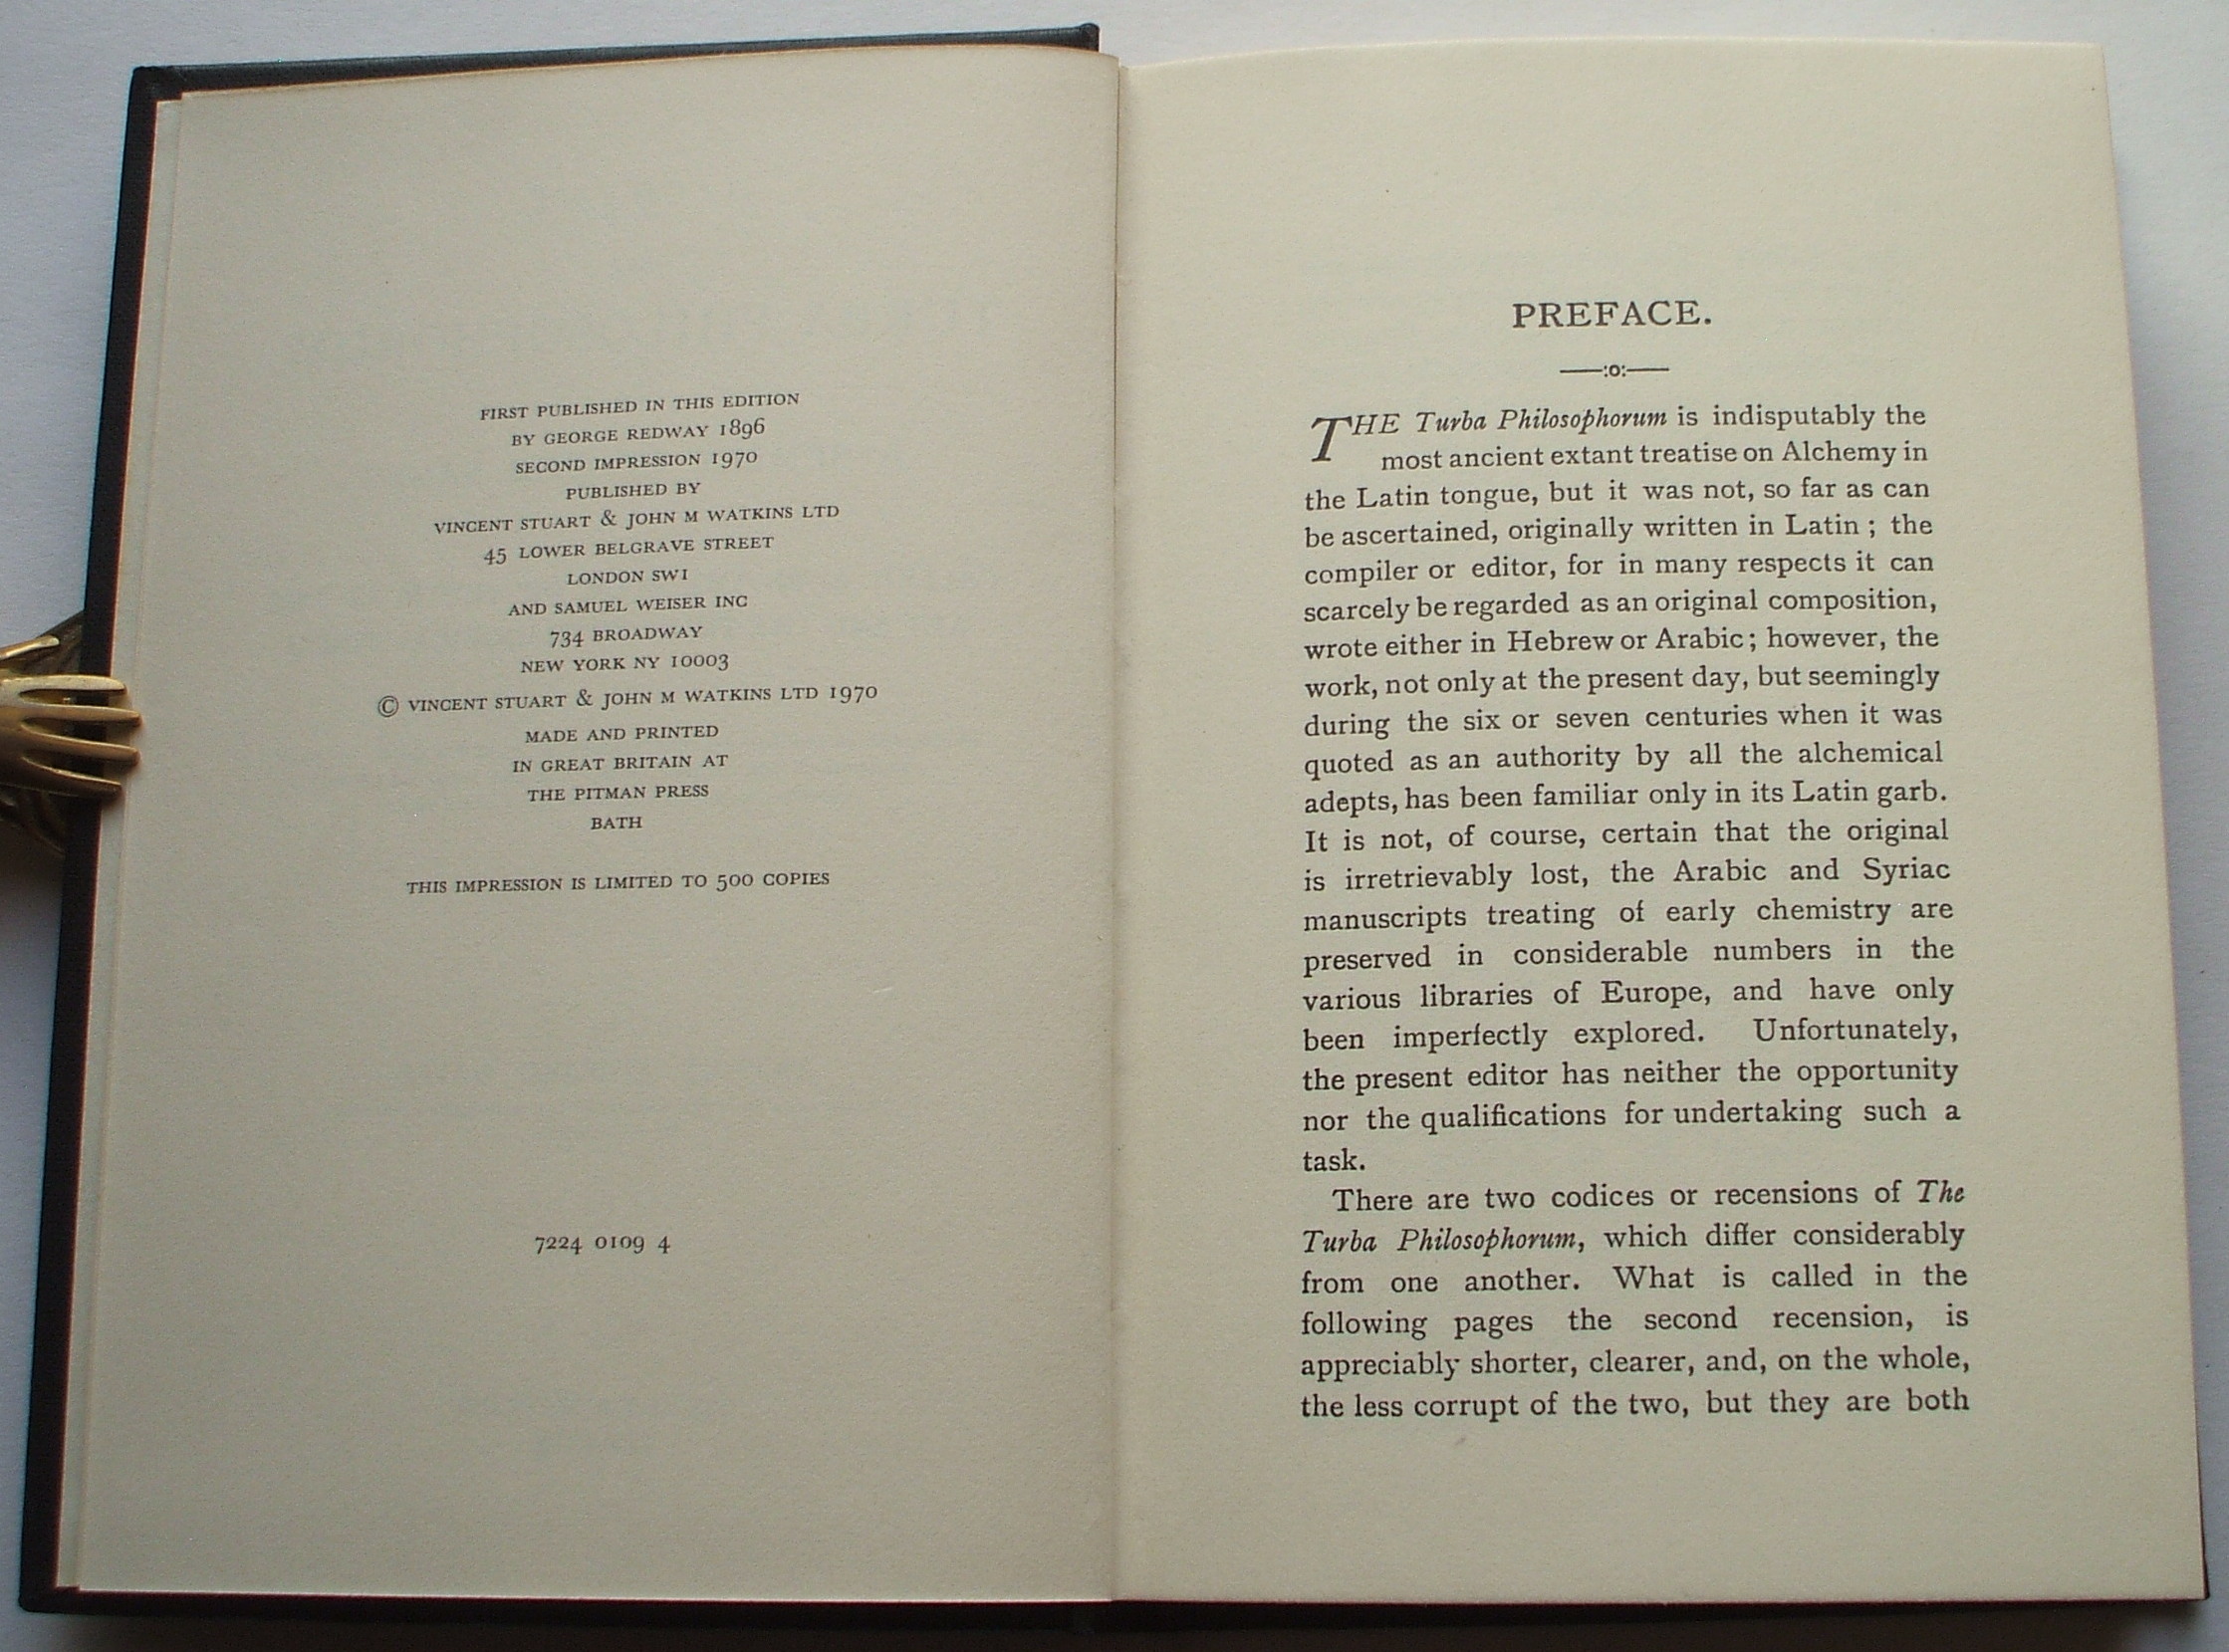 FIRST PUBLISHED IN THIS EDITION
BY GEORGE REDWAY 1896
SECOND IMPRESSION 1970
PUBLISHED BY
VINCENT STUART & JOHN M WATKINS LTD
45 LOWER BELGRAVE STREET
LONDON SW1
AND SAMUEL WEISER INC
734 BROADWAY
NEW YORK NY 10003
© VINCENT STUART & JOHN M WATKINS LTD 1970
MADE AND PRINTED
IN GREAT BRITAIN AT
THE PITMAN PRESS
BATH
THIS IMPRESSION IS LIMITED TO 500 COPIES
7224 0109 4
PREFACE.
——:o:——
THE Turba Philosophorum is indisputably the
most ancient extant treatise on Alchemy in
the Latin tongue, but it was not, so far as can
be ascertained, originally written in Latin ; the
compiler or editor, for in many respects it can
scarcely be regarded as an original composition,
wrote either in Hebrew or Arabic ; however, the
work, not only at the present day, but seemingly
during the six or seven centuries when it was
quoted as an authority by all the alchemical
adepts, has been familiar only in its Latin garb.
It is not, of course, certain that the original
is irretrievably lost, the Arabic and Syriac
manuscripts treating of early chemistry are
preserved in considerable numbers in the
various libraries of Europe, and have only
been imperfectly explored. Unfortunately,
the present editor has neither the opportunity
nor the qualifications for undertaking such a
task.
There are two codices or recensions of The
Turba Philosophorum, which differ considerably
from one another. What is called in the
following pages the second recension, is
appreciably shorter, clearer, and, on the whole,
the less corrupt of the two, but they are both